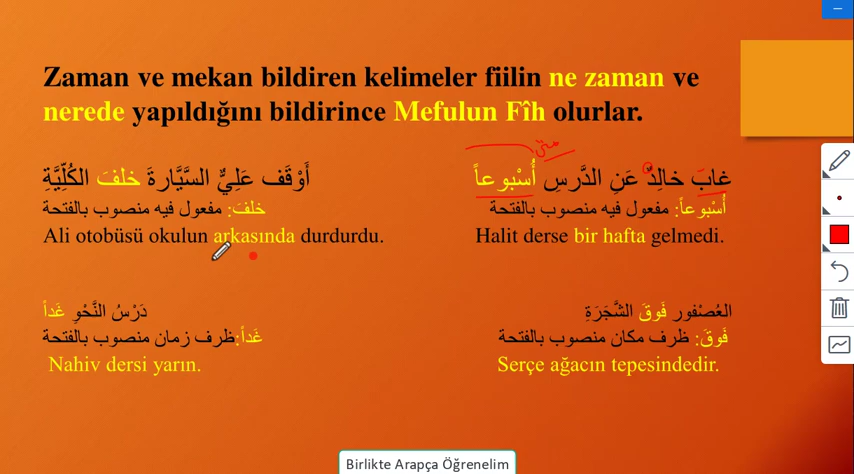 Zaman ve mekan bildiren kelimeler fiilin ne zaman ve
nerede yapıldığını bildirince Mefulun Fîh olurlar.
متى
غابَ خالِدٌ عَنِ الدَّرسِ أُسْبوعاً
أُسْبوعاً: مفعول فيه منصوب بالفتحة
Halit derse bir hafta gelmedi.
أَوْقَف عَلِيٌّ السَّيَّارةَ خلفَ الكُلِّيَّةِ
خلفَ: مفعول فيه منصوب بالفتحة
Ali otobüsü okulun arkasında durdurdu.
العُصْفور فَوقَ الشَّجَرَةِ
فَوقَ: ظرف مكان منصوب بالفتحة
Serçe ağacın tepesindedir.
دَرْسُ النَّحْوِ غَداً
غَداً:ظرف زمان منصوب بالفتحة
Nahiv dersi yarın.
Birlikte Arapça Öğrenelim